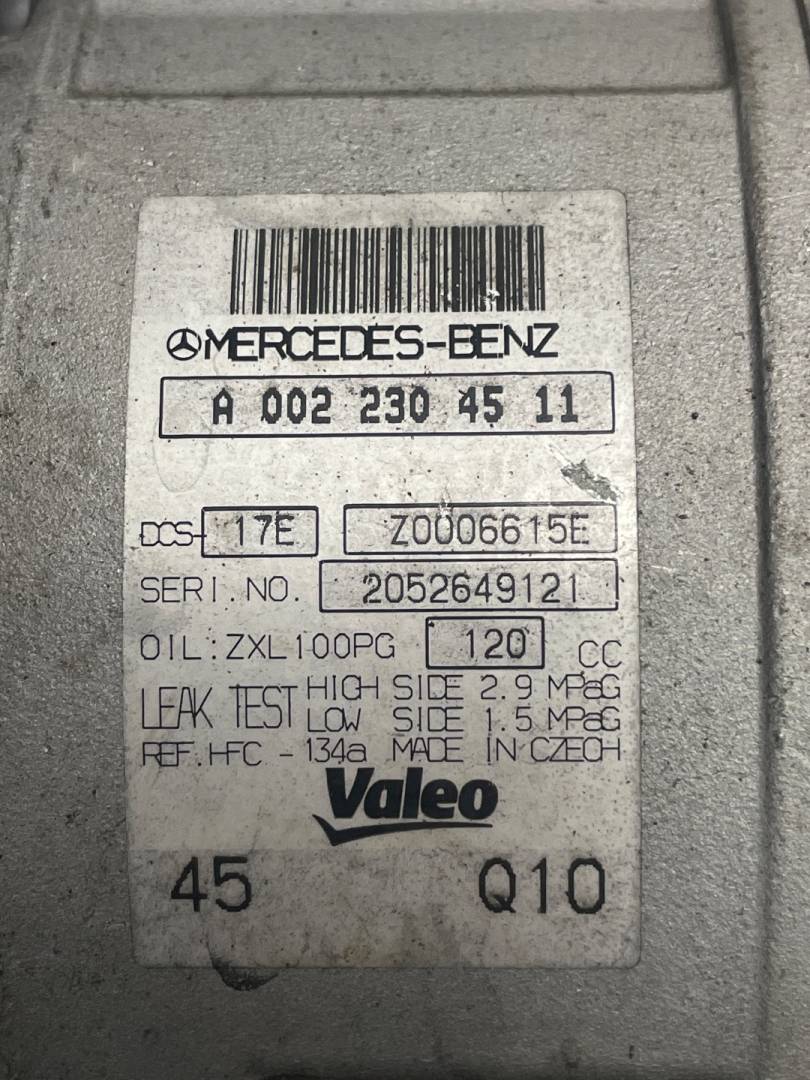 MERCEDES-BENZ
A 002 230 45 11
DCS- 17E Z0006615E
SERI.NO. 2052649121
OIL:ZXL100PG 120 CC
LEAK TEST HIGH SIDE 2.9 MPaG
LOW SIDE 1.5 MPaG
REF.HFC - 134a MADE IN CZECH
Valeo
45 Q10